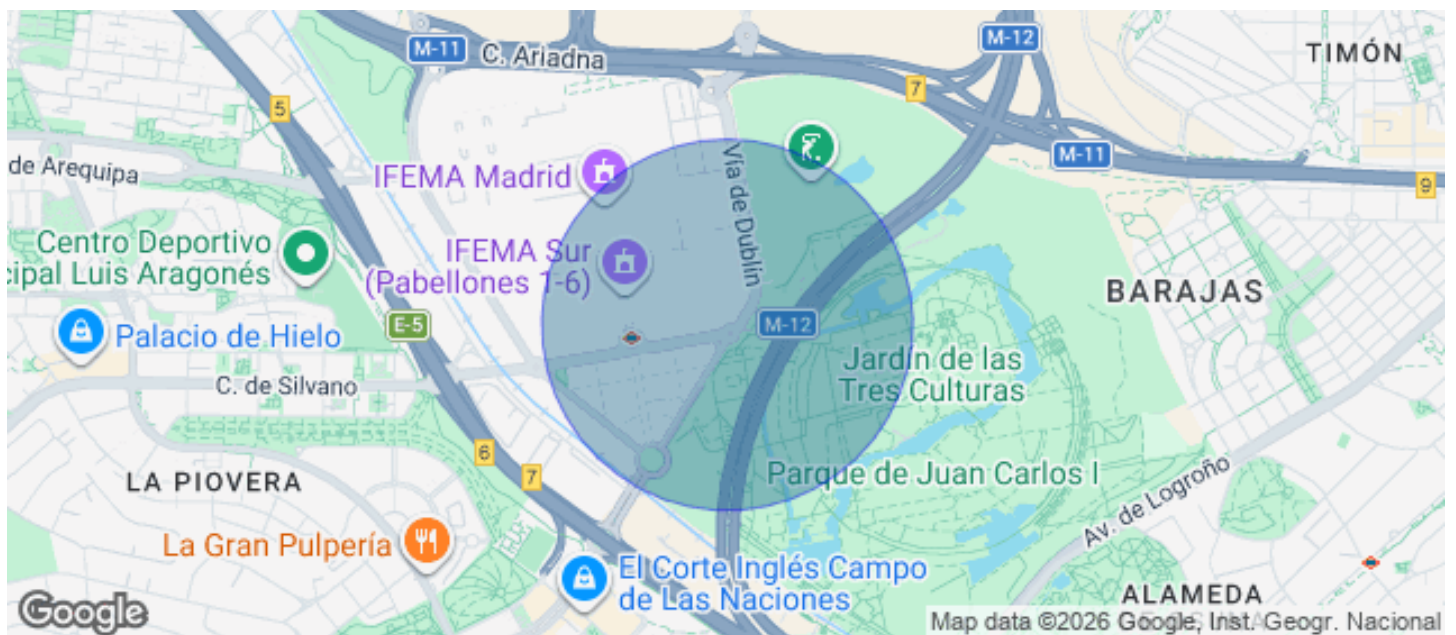 M-11
C. Ariadna
M-12
TIMÓN
5
7
de Arequipa
IFEMA Madrid
Vía de Dublín
M-11
9
Centro Deportivo
cipal Luis Aragonés
IFEMA Sur
(Pabellones 1-6)
BARAJAS
E-5
M-12
Palacio de Hielo
C. de Silvano
Jardín de las
Tres Culturas
6
7
LA PIOVERA
Parque de Juan Carlos I
Av. de Logroño
La Gran Pulpería
El Corte Inglés Campo
de Las Naciones
ALAMEDA
Google
Map data ©2026 Google, Inst. Geogr. Nacional